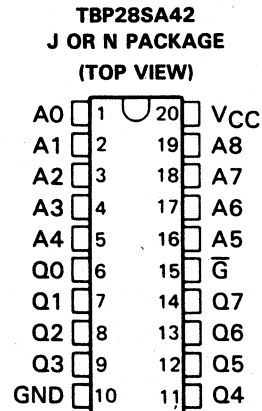 TBP28SA42
J OR N PACKAGE
(TOP VIEW)
A0 1 20 VCC
A1 2 19 A8
A2 3 18 A7
A3 4 17 A6
A4 5 16 A5
Q0 6 15 G̅
Q1 7 14 Q7
Q2 8 13 Q6
Q3 9 12 Q5
GND 10 11 Q4